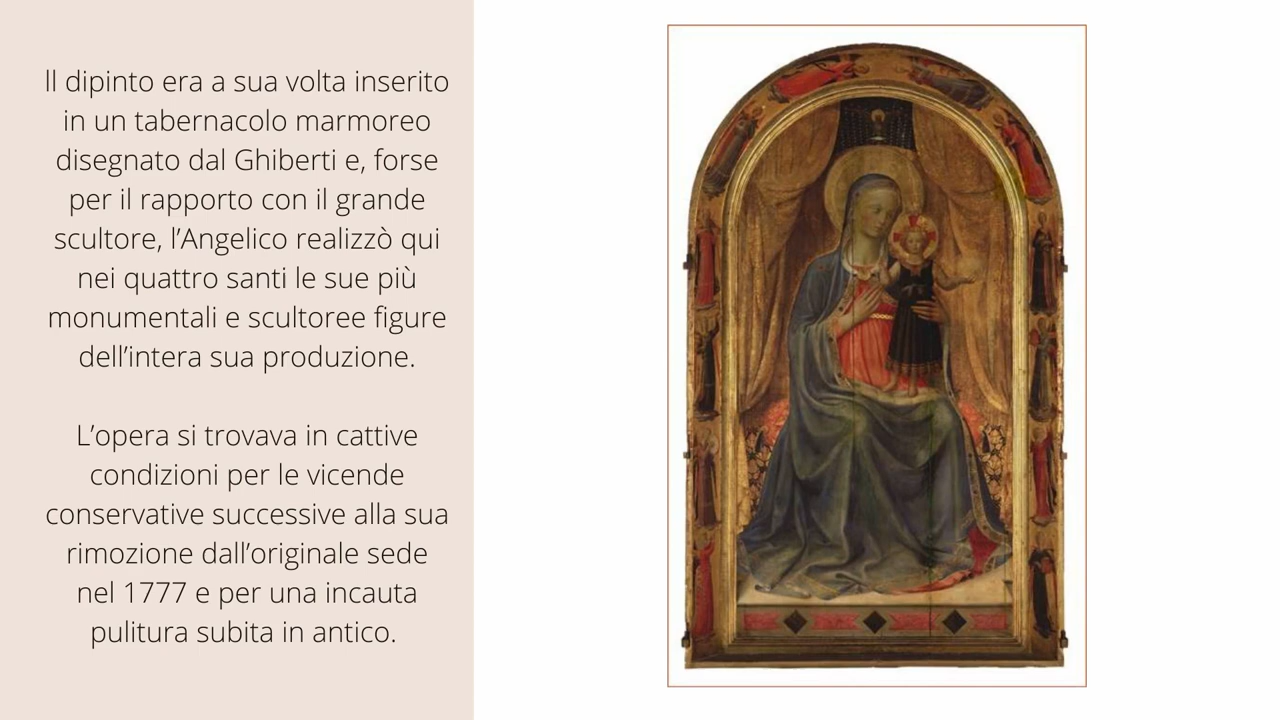 Il dipinto era a sua volta inserito
in un tabernacolo marmoreo
disegnato dal Ghiberti e, forse
per il rapporto con il grande
scultore, l’Angelico realizzò qui
nei quattro santi le sue più
monumentali e scultoree figure
dell’intera sua produzione.
L’opera si trovava in cattive
condizioni per le vicende
conservative successive alla sua
rimozione dall’originale sede
nel 1777 e per una incauta
pulitura subita in antico.